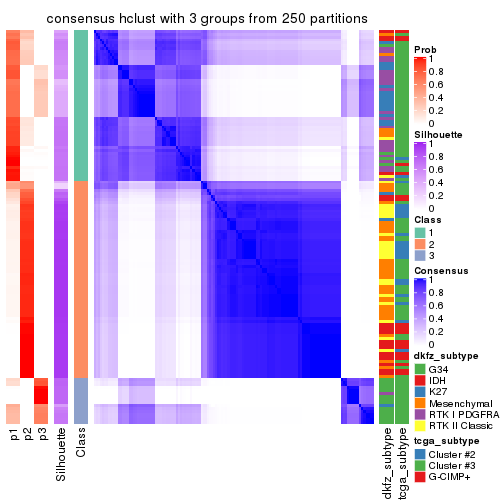 consensus hclust with 3 groups from 250 partitions
Prob
1
0.8
0.6
0.4
0.2
0
Silhouette
1
0.8
0.6
0.4
0.2
0
Class
1
2
3
Consensus
1
0.8
0.6
0.4
0.2
0
dkfz_subtype
G34
IDH
K27
Mesenchymal
RTK I PDGFRA
RTK II Classic
tcga_subtype
Cluster #2
Cluster #3
G-CIMP+
p1
p2
p3
Silhouette
Class
dkfz_subtype
tcga_subtype